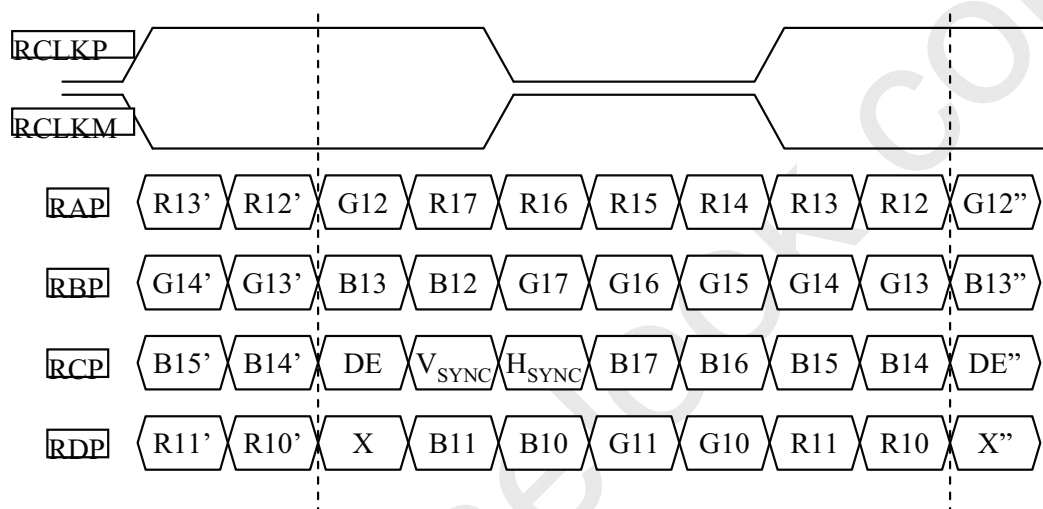 RCLKP
RCLKM
RAP R13’ R12’ G12 R17 R16 R15 R14 R13 R12 G12”
RBP G14’ G13’ B13 B12 G17 G16 G15 G14 G13 B13”
RCP B15’ B14’ DE VSYNC HSYNC B17 B16 B15 B14 DE”
RDP R11’ R10’ X B11 B10 G11 G10 R11 R10 X”